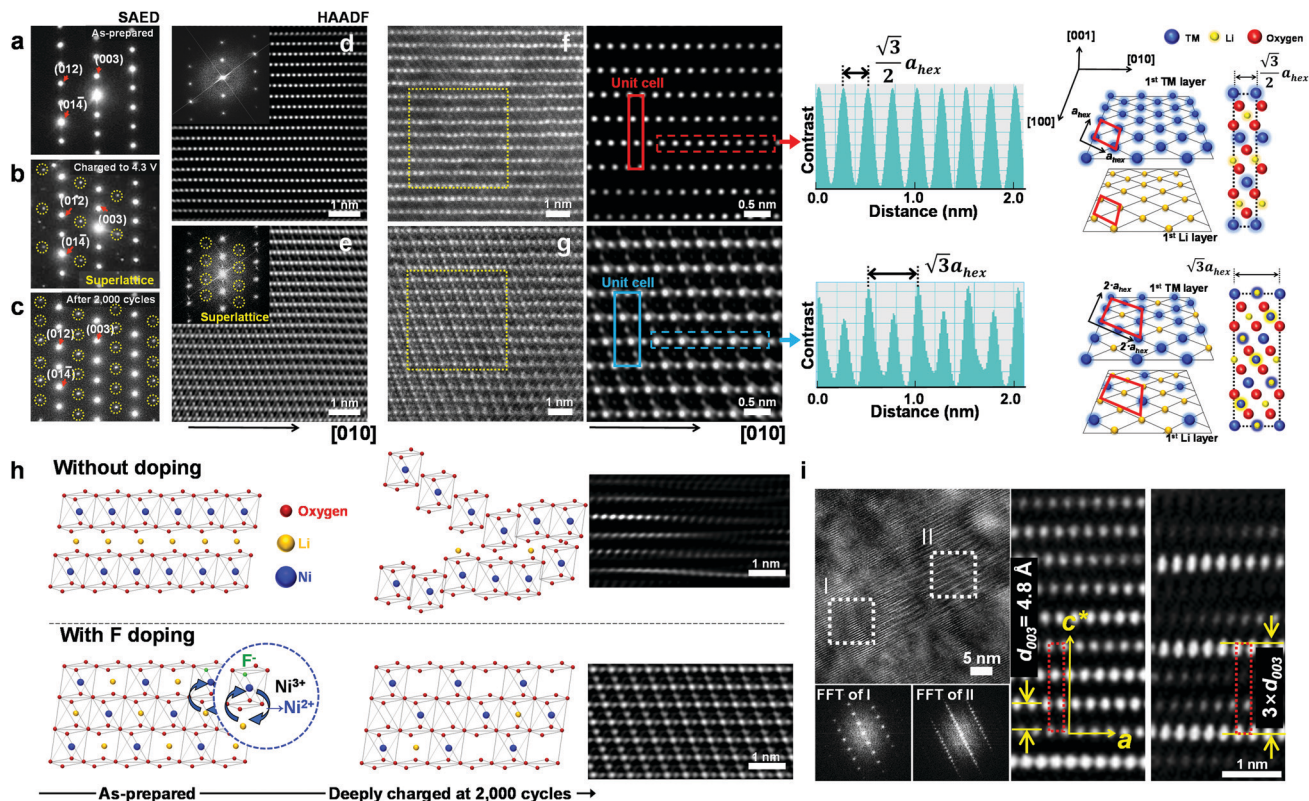 SAED
HAADF
a
As-prepared
(012)
(003)
(014̄)
b
Charged to 4.3 V
(012)
(003)
(014̄)
Superlattice
c
After 2,000 cycles
(012)
(003)
(014̄)
d
1 nm
e
Superlattice
1 nm
[010]
f
1 nm
Unit cell
0.5 nm
g
1 nm
Unit cell
0.5 nm
[010]
√3/2 a_hex
Contrast
0.0
1.0
2.0
Distance (nm)
√3a_hex
Contrast
0.0
1.0
2.0
Distance (nm)
TM
Li
Oxygen
[001]
[010]
[100]
1st TM layer
a_hex
a_hex
1st Li layer
√3/2 a_hex
1st TM layer
2·a_hex
2·a_hex
1st Li layer
√3a_hex
h
Without doping
Oxygen
Li
Ni
1 nm
With F doping
F-
Ni3+
→Ni2+
1 nm
As-prepared
Deeply charged at 2,000 cycles
i
I
II
5 nm
FFT of I
FFT of II
d003= 4.8 Å
c*
a
3 × d003
1 nm